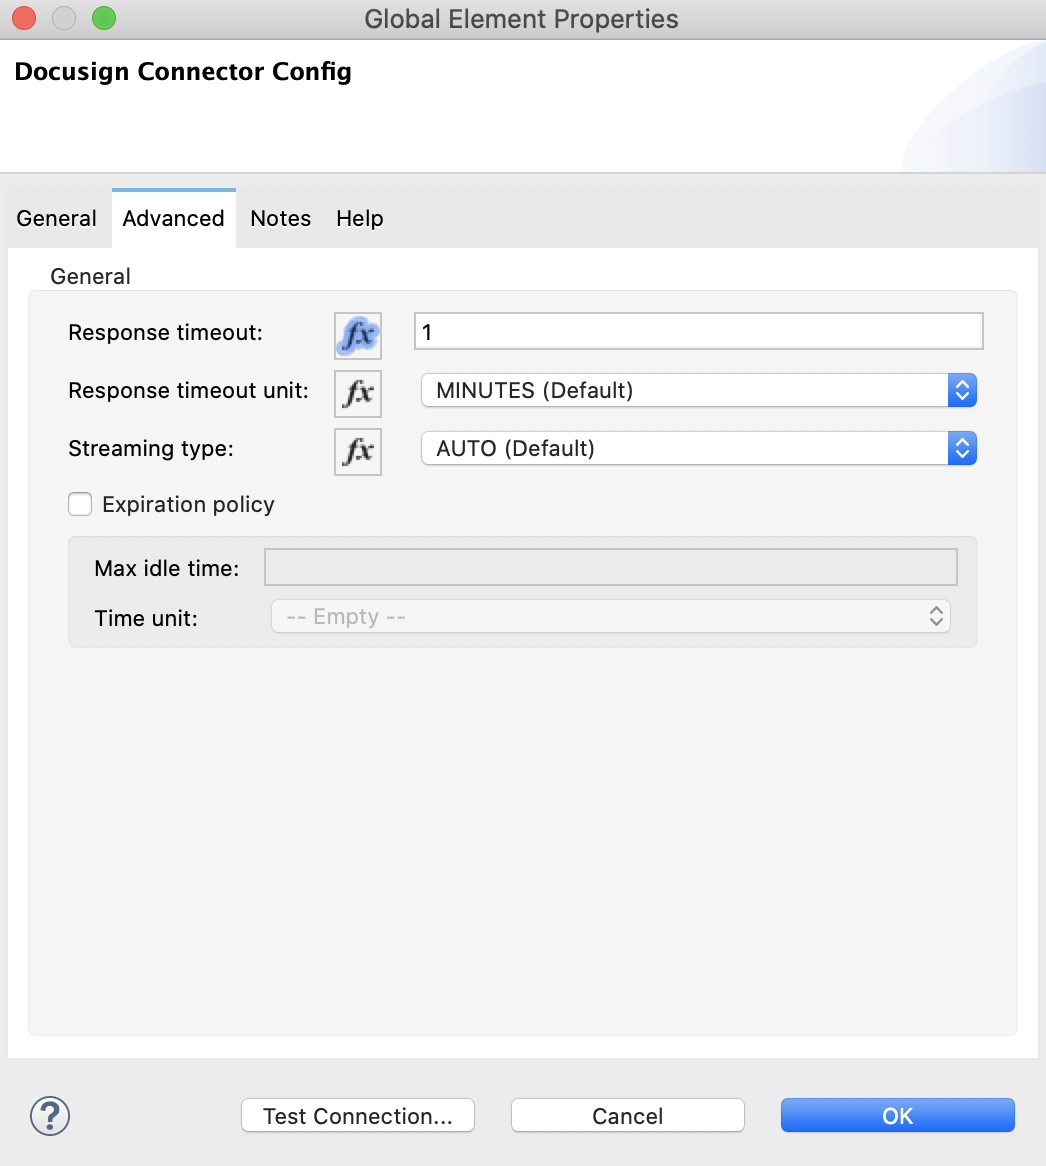 Global Element Properties
Docusign Connector Config
General Advanced Notes Help
General
Response timeout: fx 1
Response timeout unit: fx MINUTES (Default)
Streaming type: fx AUTO (Default)
Expiration policy
Max idle time:
Time unit: -- Empty --
? Test Connection... Cancel OK